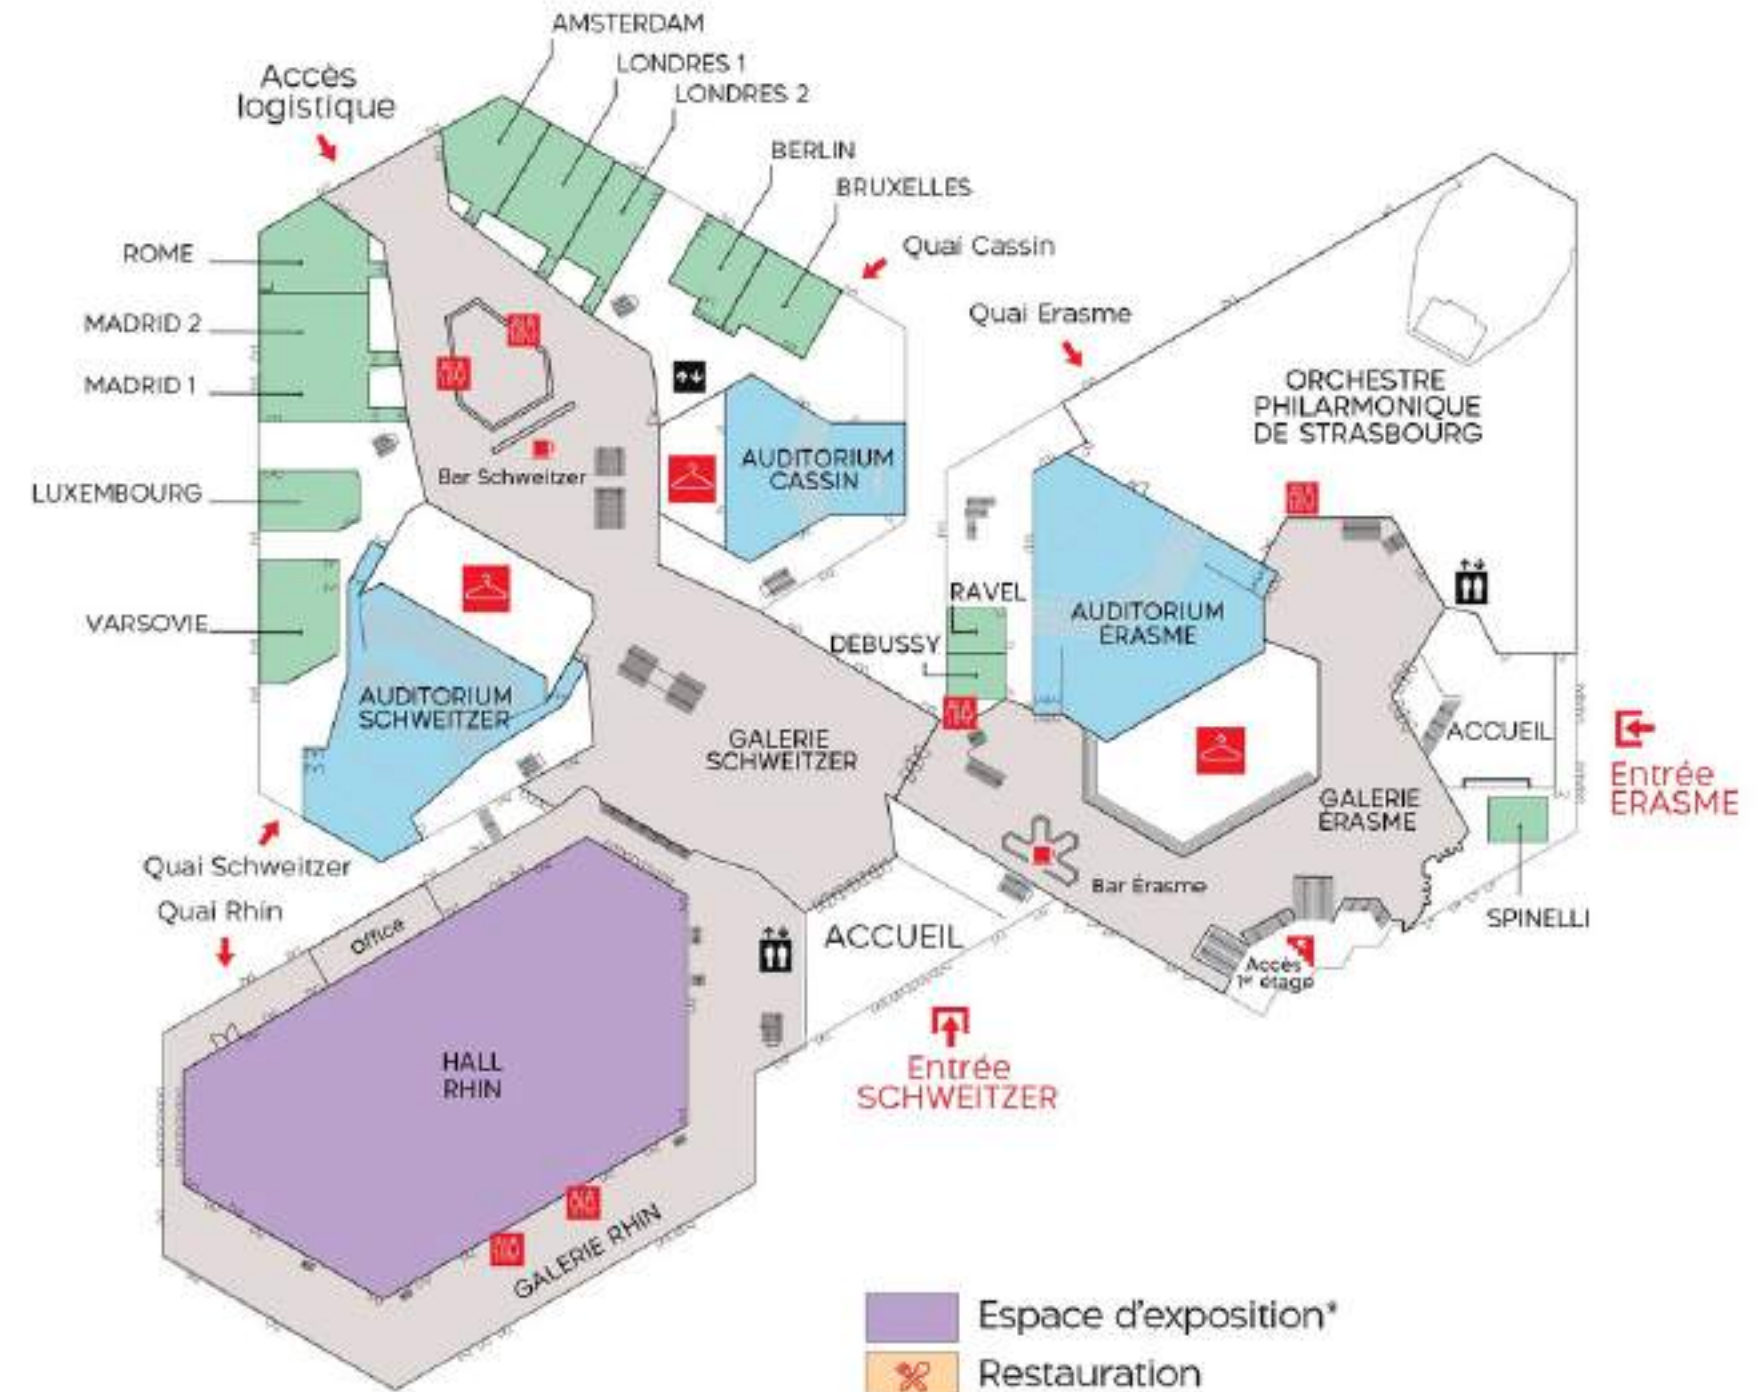 AMSTERDAM
LONDRES 1
LONDRES 2
BERLIN
BRUXELLES
Accès
logistique
Quai Cassin
Quai Erasme
ROME
MADRID 2
MADRID 1
LUXEMBOURG
VARSOVIE
Bar Schweitzer
AUDITORIUM
CASSIN
ORCHESTRE
PHILARMONIQUE
DE STRASBOURG
RAVEL
DEBUSSY
AUDITORIUM
ÉRASME
AUDITORIUM
SCHWEITZER
GALERIE
SCHWEITZER
ACCUEIL
Entrée
ERASME
GALERIE
ÉRASME
Quai Schweitzer
Quai Rhin
Office
Bar Érasme
SPINELLI
ACCUEIL
Accès
1er étage
HALL
RHIN
Entrée
SCHWEITZER
GALERIE RHIN
Espace d'exposition*
Restauration